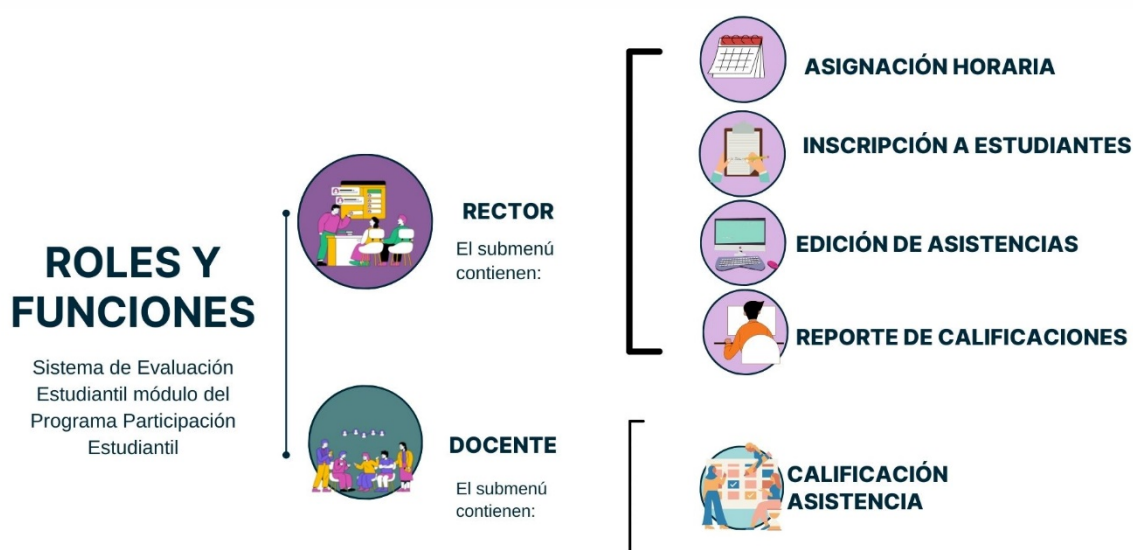 ROLES Y
FUNCIONES
Sistema de Evaluación
Estudiantil módulo del
Programa Participación
Estudiantil
RECTOR
El submenú
contienen:
ASIGNACIÓN HORARIA
INSCRIPCIÓN A ESTUDIANTES
EDICIÓN DE ASISTENCIAS
REPORTE DE CALIFICACIONES
DOCENTE
El submenú
contienen:
CALIFICACIÓN
ASISTENCIA